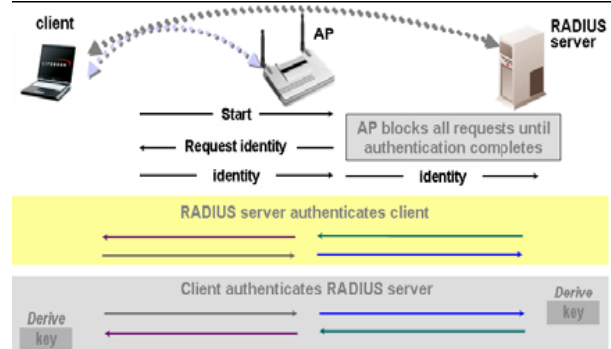 client
AP
RADIUS
server
Start
AP blocks all requests until
authentication completes
Request identity
identity
identity
RADIUS server authenticates client
Client authenticates RADIUS server
Derive
key
Derive
key